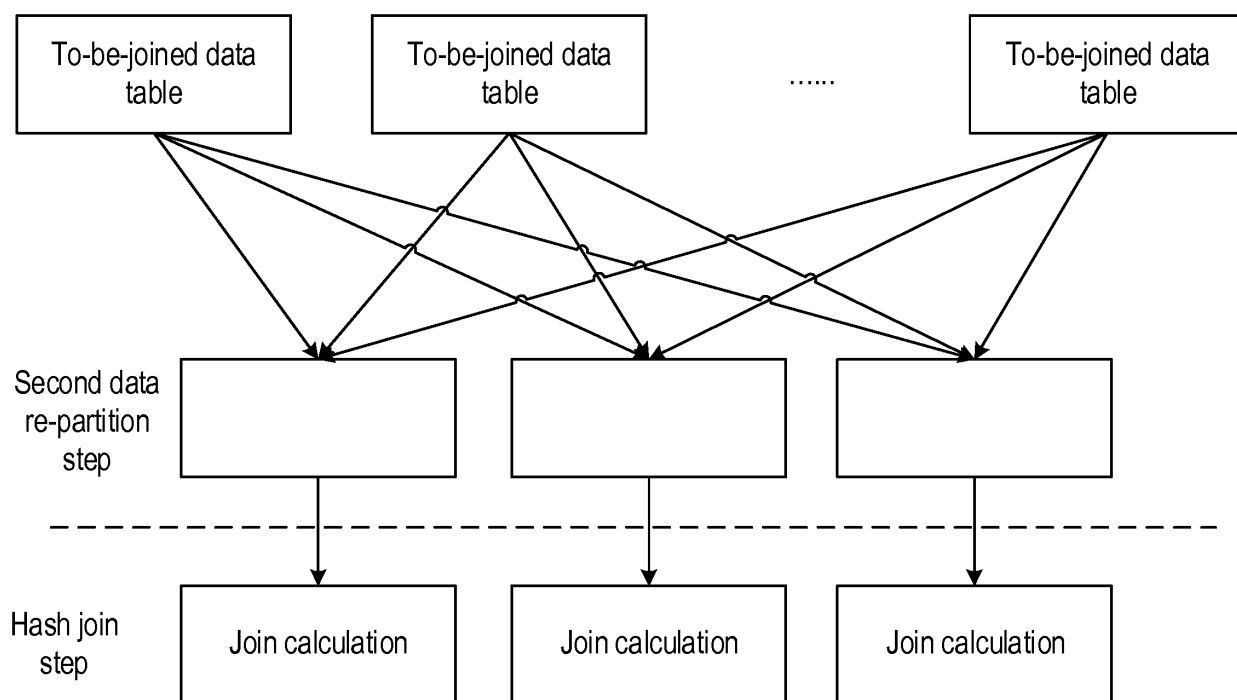 To-be-joined data
table
To-be-joined data
table
......
To-be-joined data
table
Second data
re-partition
step
Hash join
step
Join calculation
Join calculation
Join calculation